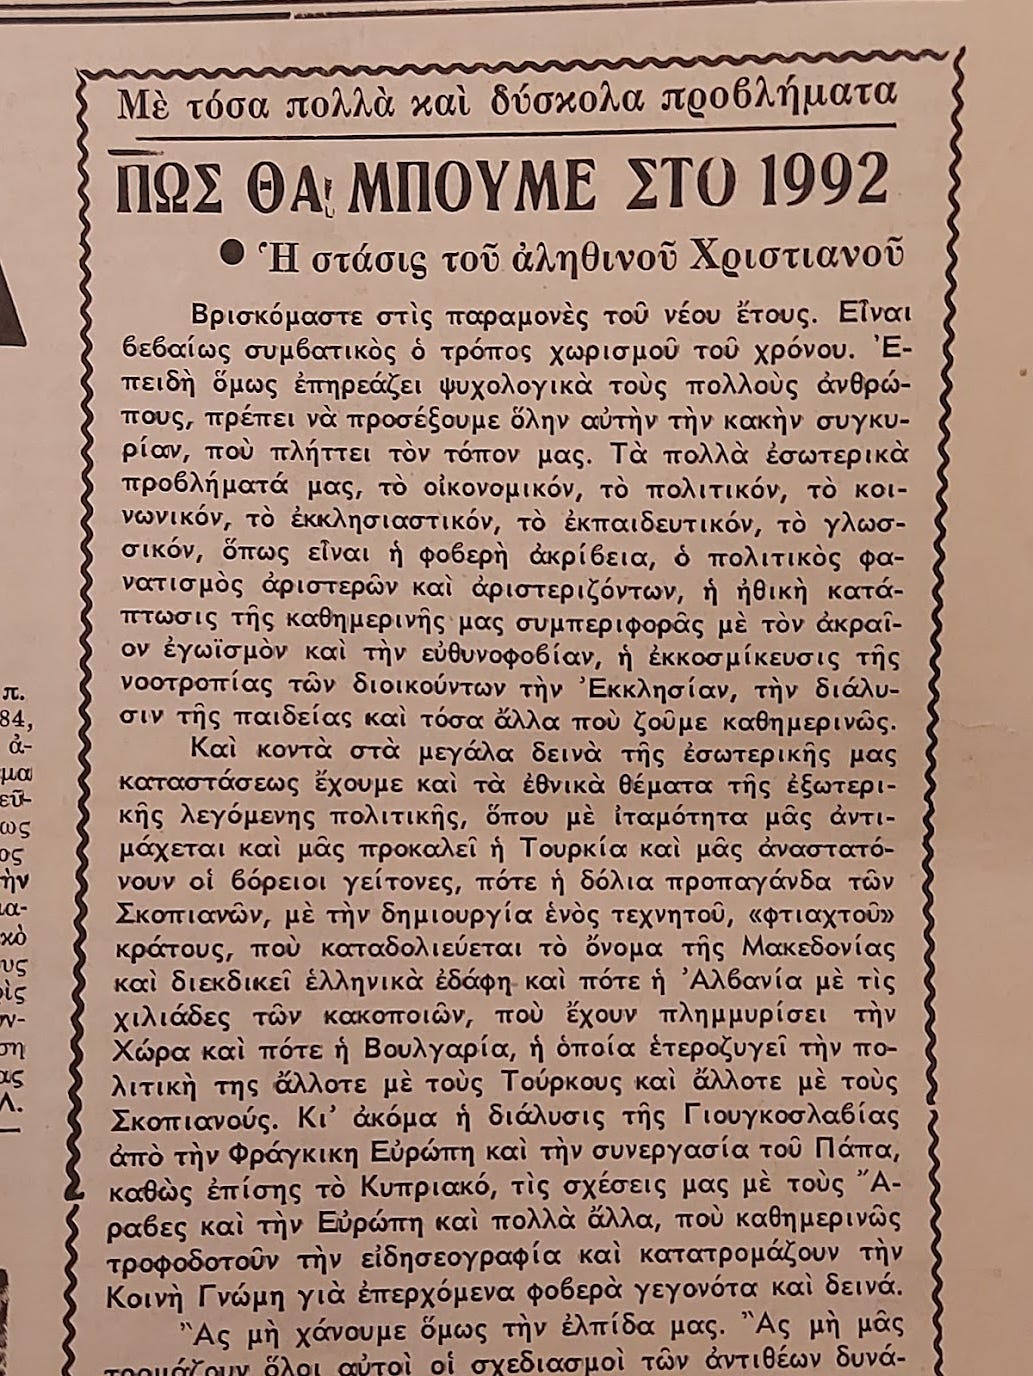 Μὲ τόσα πολλὰ καὶ δύσκολα προβλήματα
ΠΩΣ ΘΑ ΜΠΟΥΜΕ ΣΤΟ 1992
● Ἡ στάσις τοῦ ἀληθινοῦ Χριστιανοῦ
Βρισκόμαστε στὶς παραμονὲς τοῦ νέου ἔτους. Εἶναι
βεβαίως συμβατικὸς ὁ τρόπος χωρισμοῦ τοῦ χρόνου. Ἐ-
πειδὴ ὅμως ἐπηρεάζει ψυχολογικὰ τοὺς πολλοὺς ἀνθρώ-
πους, πρέπει νὰ προσέξουμε ὅλην αὐτὴν τὴν κακὴν συγκυ-
ρίαν, ποὺ πλήττει τὸν τόπον μας. Τὰ πολλὰ ἐσωτερικὰ
προβλήματά μας, τὸ οἰκονομικόν, τὸ πολιτικόν, τὸ κοι-
νωνικόν, τὸ ἐκκλησιαστικόν, τὸ ἐκπαιδευτικόν, τὸ γλωσ-
σικόν, ὅπως εἶναι ἡ φοβερὴ ἀκρίβεια, ὁ πολιτικὸς φα-
νατισμὸς ἀριστερῶν καὶ ἀριστεριζόντων, ἡ ἠθικὴ κατά-
πτωσις τῆς καθημερινῆς μας συμπεριφορᾶς μὲ τὸν ἀκραῖ-
ον ἐγωϊσμὸν καὶ τὴν εὐθυνοφοβίαν, ἡ ἐκκοσμίκευσις τῆς
νοοτροπίας τῶν διοικούντων τὴν Ἐκκλησίαν, τὴν διάλυ-
σιν τῆς παιδείας καὶ τόσα ἄλλα ποὺ ζοῦμε καθημερινῶς.
Καὶ κοντὰ στὰ μεγάλα δεινὰ τῆς ἐσωτερικῆς μας
καταστάσεως ἔχουμε καὶ τὰ ἐθνικὰ θέματα τῆς ἐξωτερι-
κῆς λεγόμενης πολιτικῆς, ὅπου μὲ ἰταμότητα μᾶς ἀντι-
μάχεται καὶ μᾶς προκαλεῖ ἡ Τουρκία καὶ μᾶς ἀναστατό-
νουν οἱ βόρειοι γείτονες, πότε ἡ δόλια προπαγάνδα τῶν
Σκοπιανῶν, μὲ τὴν δημιουργία ἑνὸς τεχνητοῦ, «φτιαχτοῦ»
κράτους, ποὺ καταδολιεύεται τὸ ὄνομα τῆς Μακεδονίας
καὶ διεκδικεῖ ἑλληνικὰ ἐδάφη καὶ πότε ἡ Ἀλβανία μὲ τὶς
χιλιάδες τῶν κακοποιῶν, ποὺ ἔχουν πλημμυρίσει τὴν
Χώρα καὶ πότε ἡ Βουλγαρία, ἡ ὁποία ἑτεροζυγεῖ τὴν πο-
λιτικὴ της ἄλλοτε μὲ τοὺς Τούρκους καὶ ἄλλοτε μὲ τοὺς
Σκοπιανούς. Κι' ἀκόμα ἡ διάλυσις τῆς Γιουγκοσλαβίας
ἀπὸ τὴν Φράγκικη Εὐρώπη καὶ τὴν συνεργασία τοῦ Πάπα,
καθὼς ἐπίσης τὸ Κυπριακό, τὶς σχέσεις μας μὲ τοὺς Ἄ-
ραβες καὶ τὴν Εὐρώπη καὶ πολλὰ ἄλλα, ποὺ καθημερινῶς
τροφοδοτοῦν τὴν εἰδησεογραφία καὶ κατατρομάζουν τὴν
Κοινὴ Γνώμη γιὰ ἐπερχόμενα φοβερὰ γεγονότα καὶ δεινά.
Ἂς μὴ χάνουμε ὅμως τὴν ἐλπίδα μας. Ἂς μὴ μᾶς
τρομάζουν ὅλοι αὐτοὶ οἱ σχεδιασμοὶ τῶν ἀντιθέων δυνά-
π.
84,
ἀ-